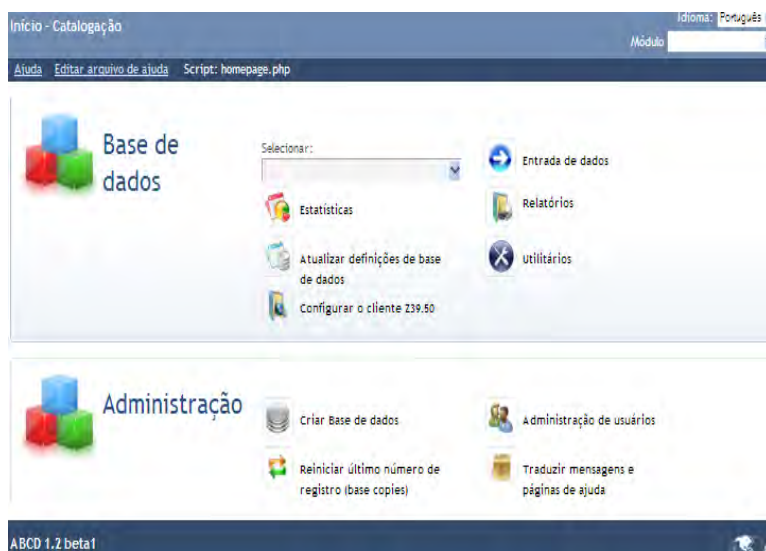 Início - Catalogação
Idioma: Português
Módulo
Ajuda Editar arquivo de ajuda Script: homepage.php
Base de
dados
Selecionar:
Estatísticas
Atualizar definições de base
de dados
Configurar o cliente Z39.50
Entrada de dados
Relatórios
Utilitários
Administração
Criar Base de dados
Reiniciar último número de
registro (base copies)
Administração de usuários
Traduzir mensagens e
páginas de ajuda
ABCD 1.2 beta1